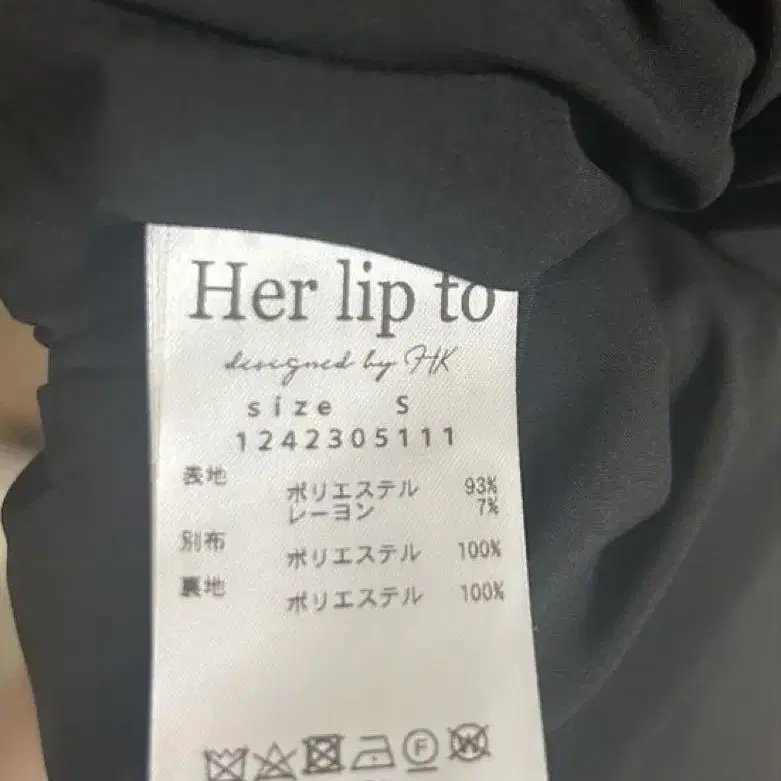 Her lip to
designed by HK
size S
1242305111
表地
ポリエステル 93%
レーヨン 7%
別布
ポリエステル 100%
裏地
ポリエステル 100%
F W